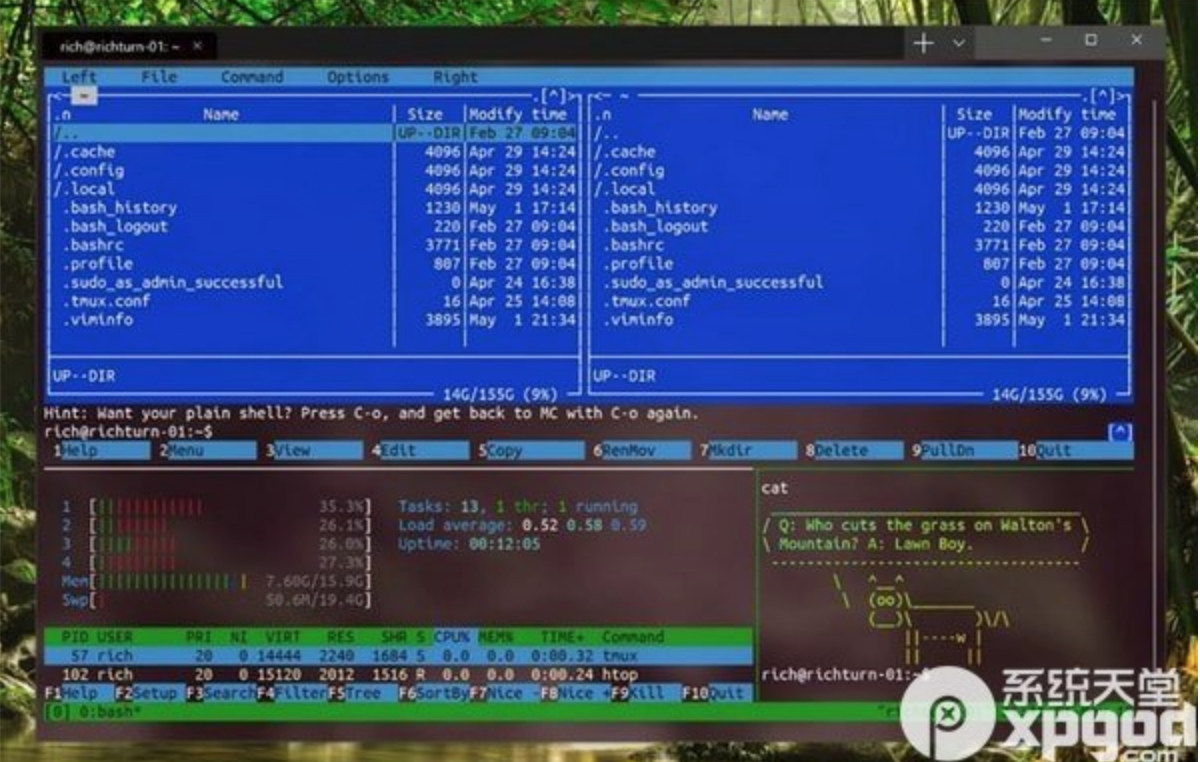 rich@richturn-01: ~ ×
Left File Command Options Right
<- ~ .[^]>
.n Name Size Modify time
/.. UP--DIR Feb 27 09:04
/.cache 4096 Apr 29 14:24
/.config 4096 Apr 29 14:24
/.local 4096 Apr 29 14:24
.bash_history 1230 May 1 17:14
.bash_logout 220 Feb 27 09:04
.bashrc 3771 Feb 27 09:04
.profile 807 Feb 27 09:04
.sudo_as_admin_successful 0 Apr 24 16:38
.tmux.conf 16 Apr 25 14:08
.viminfo 3895 May 1 21:34
UP--DIR
14G/155G (9%)
<- ~ .[^]>
.n Name Size Modify time
/.. UP--DIR Feb 27 09:04
/.cache 4096 Apr 29 14:24
/.config 4096 Apr 29 14:24
/.local 4096 Apr 29 14:24
.bash_history 1230 May 1 17:14
.bash_logout 220 Feb 27 09:04
.bashrc 3771 Feb 27 09:04
.profile 807 Feb 27 09:04
.sudo_as_admin_successful 0 Apr 24 16:38
.tmux.conf 16 Apr 25 14:08
.viminfo 3895 May 1 21:34
UP--DIR
14G/155G (9%)
Hint: Want your plain shell? Press C-o, and get back to MC with C-o again.
rich@richturn-01:~$ [^]
1Help 2Menu 3View 4Edit 5Copy 6RenMov 7Mkdir 8Delete 9PullDn 10Quit
1 [ 35.3%]
2 [ 26.1%]
3 [ 26.0%]
4 [ 27.3%]
Mem[ 7.60G/15.9G]
Swp[ 50.6M/19.4G]
Tasks: 13, 1 thr; 1 running
Load average: 0.52 0.58 0.59
Uptime: 00:12:05
PID USER PRI NI VIRT RES SHR S CPU% MEM% TIME+ Command
57 rich 20 0 14444 2240 1684 S 0.0 0.0 0:00.32 tmux
102 rich 20 0 15120 2012 1516 R 0.0 0.0 0:00.24 htop
F1Help F2Setup F3SearchF4FilterF5Tree F6SortByF7Nice -F8Nice +F9Kill F10Quit
cat
/ Q: Who cuts the grass on Walton's \
\ Mountain? A: Lawn Boy. /
-----------------------------------
\ ^__^
\ (oo)\_______
(__)\ )\/\
||----w |
|| ||
rich@richturn-01:~$
[0] 0:bash*
系统天堂
xpgod
.com